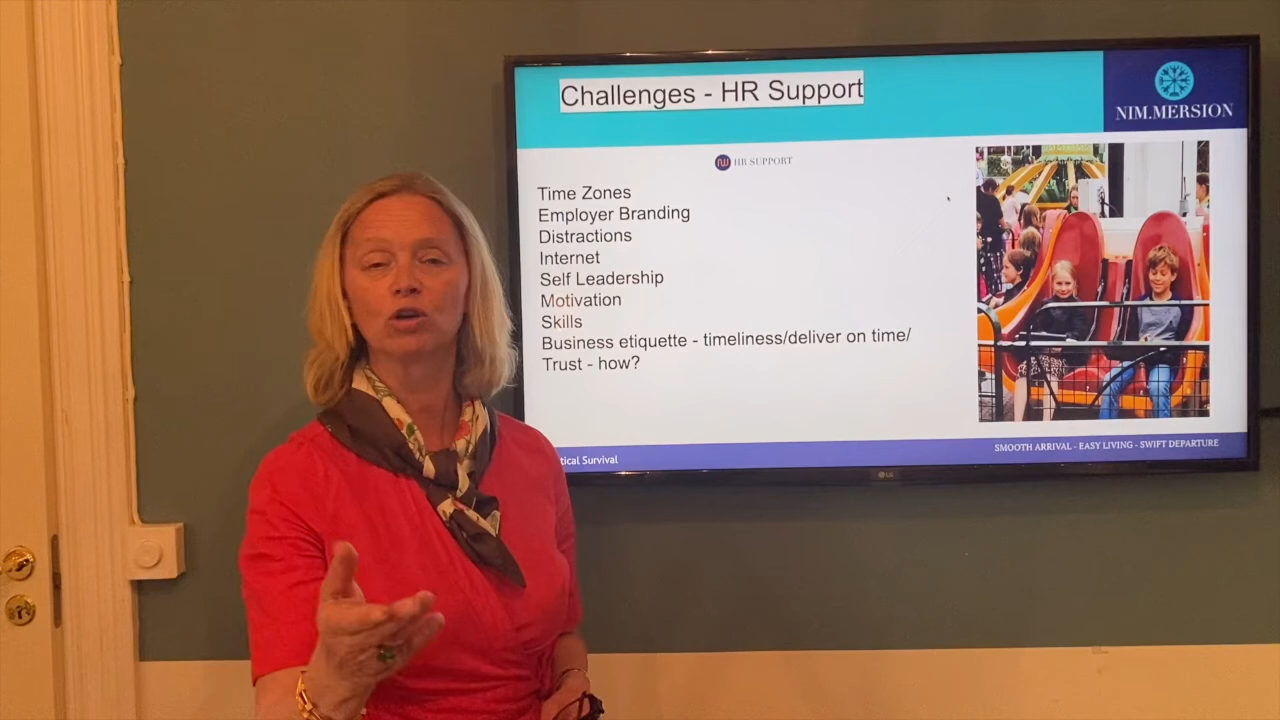 Challenges - HR Support
NIM.MERSION
HR SUPPORT
Time Zones
Employer Branding
Distractions
Internet
Self Leadership
Motivation
Skills
Business etiquette - timeliness/deliver on time/
Trust - how?
SMOOTH ARRIVAL - EASY LIVING - SWIFT DEPARTURE
tical Survival
LG